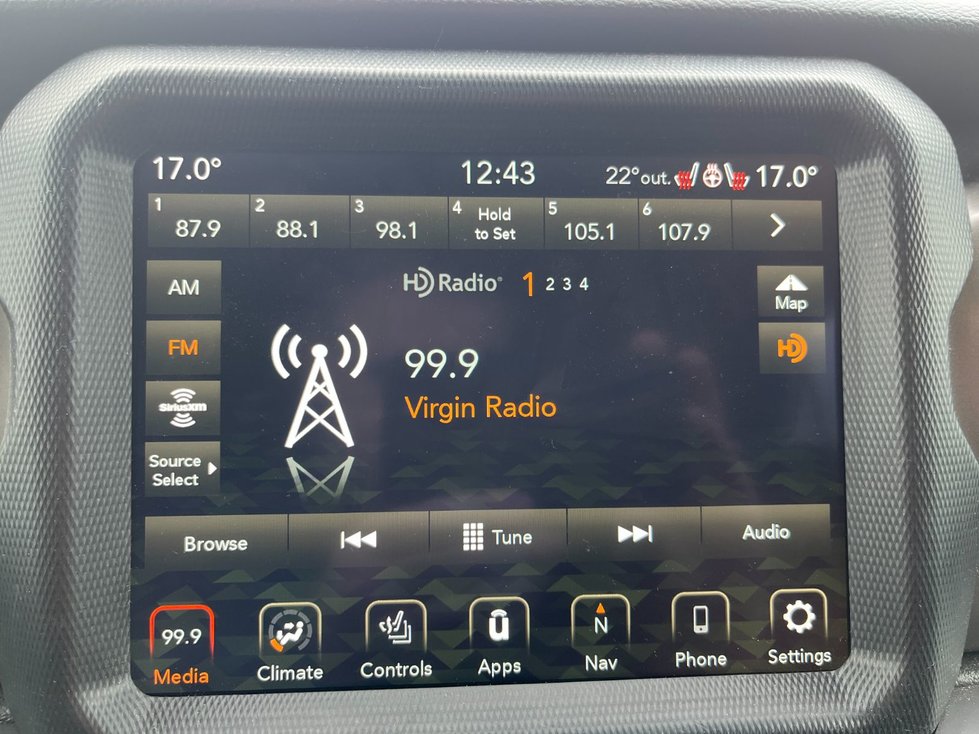 17.0° 12:43 22°out. 17.0°
1 87.9 2 88.1 3 98.1 4 Hold to Set 5 105.1 6 107.9
HD Radio® 1 2 3 4
AM
Map
FM
HD
99.9
Virgin Radio
SiriusXM
Source
Select
Browse Tune Audio
99.9 N
Media Climate Controls Apps Nav Phone Settings